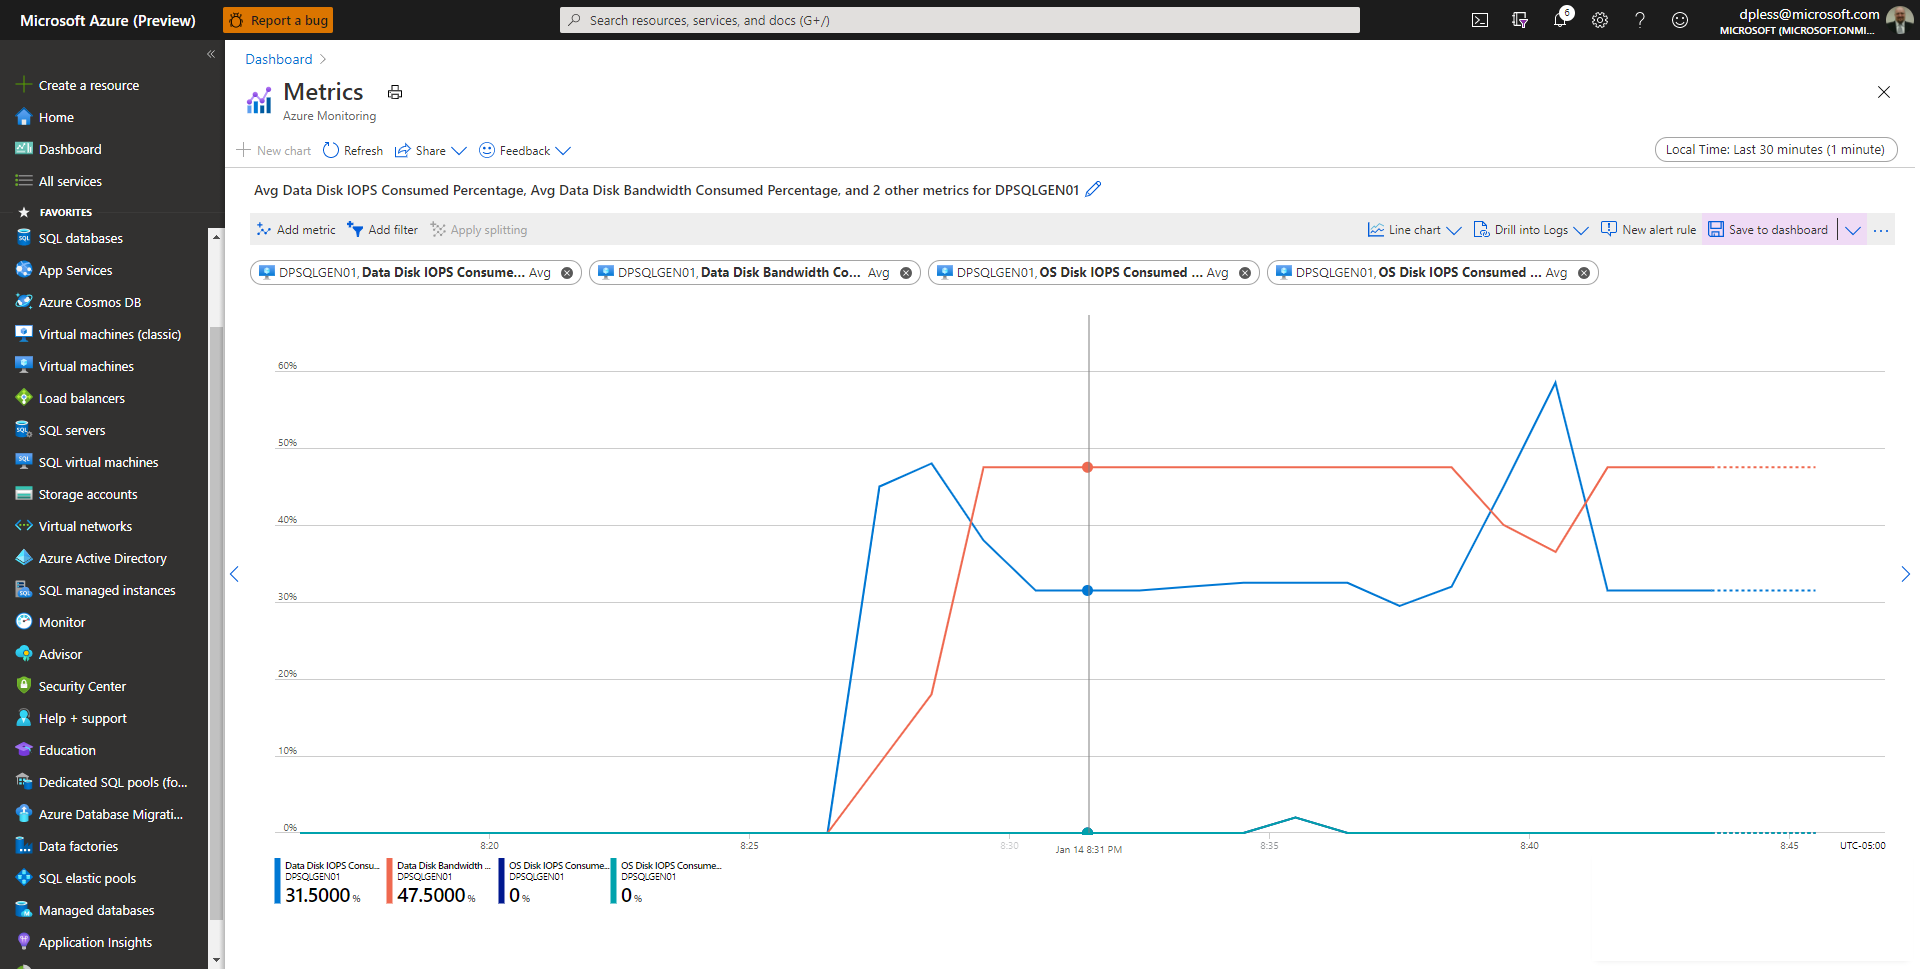 Microsoft Azure (Preview)
Report a bug
Search resources, services, and docs (G+/)
6
dpless@microsoft.com
MICROSOFT (MICROSOFT.ONMI...
Create a resource
Home
Dashboard
All services
FAVORITES
SQL databases
App Services
Azure Cosmos DB
Virtual machines (classic)
Virtual machines
Load balancers
SQL servers
SQL virtual machines
Storage accounts
Virtual networks
Azure Active Directory
SQL managed instances
Monitor
Advisor
Security Center
Help + support
Education
Dedicated SQL pools (fo...
Azure Database Migrati...
Data factories
SQL elastic pools
Managed databases
Application Insights
Dashboard
Metrics
Azure Monitoring
New chart
Refresh
Share
Feedback
Local Time: Last 30 minutes (1 minute)
Avg Data Disk IOPS Consumed Percentage, Avg Data Disk Bandwidth Consumed Percentage, and 2 other metrics for DPSQLGEN01
Add metric
Add filter
Apply splitting
Line chart
Drill into Logs
New alert rule
Save to dashboard
DPSQLGEN01, Data Disk IOPS Consume... Avg
DPSQLGEN01, Data Disk Bandwidth Co... Avg
DPSQLGEN01, OS Disk IOPS Consumed ... Avg
DPSQLGEN01, OS Disk IOPS Consumed ... Avg
60%
50%
40%
30%
20%
10%
0%
8:20
8:25
8:30
Jan 14 8:31 PM
8:35
8:40
8:45
UTC-05:00
Data Disk IOPS Consu...
DPSQLGEN01
31.5000 %
Data Disk Bandwidth ...
DPSQLGEN01
47.5000 %
OS Disk IOPS Consume...
DPSQLGEN01
0 %
OS Disk IOPS Consume...
DPSQLGEN01
0 %